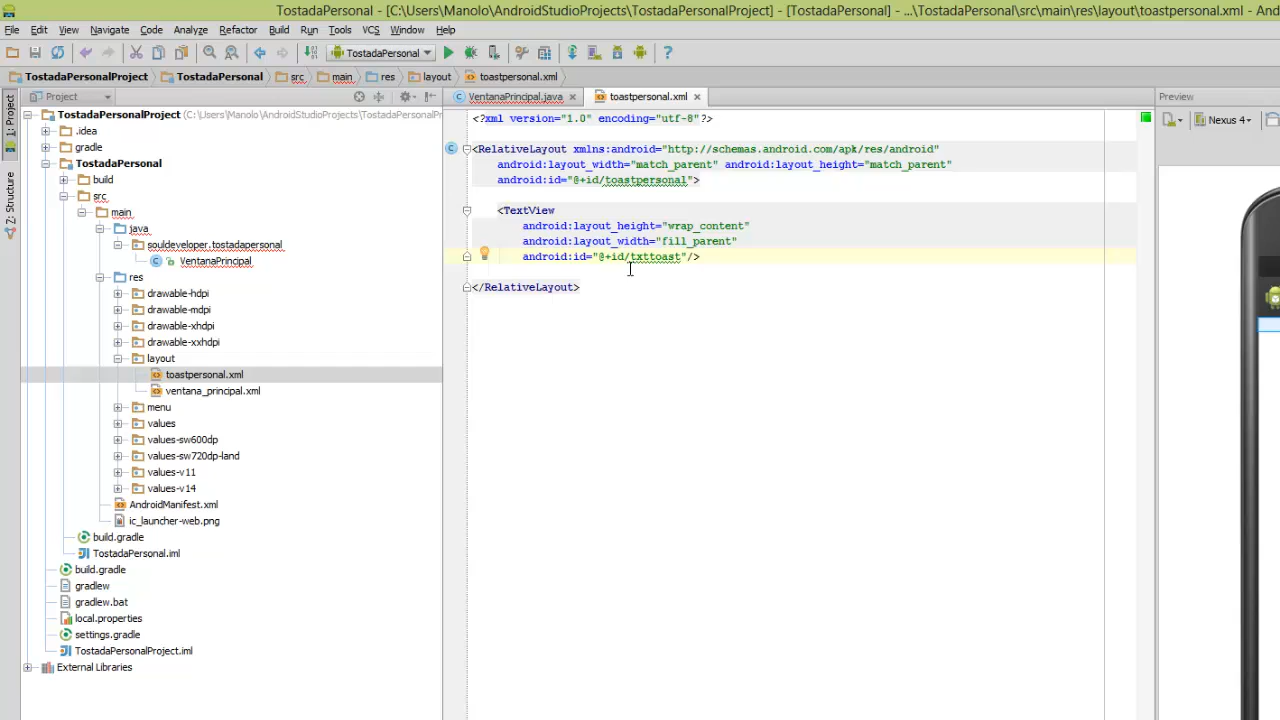 TostadaPersonal - [C:\Users\Manolo\AndroidStudioProjects\TostadaPersonalProject] - [TostadaPersonal] - ...\TostadaPersonal\src\main\res\layout\toastpersonal.xml - And
File Edit View Navigate Code Analyze Refactor Build Run Tools VCS Window Help
TostadaPersonal
TostadaPersonalProject TostadaPersonal src main res layout toastpersonal.xml
1: Project
Z: Structure
Project
TostadaPersonalProject (C:\Users\Manolo\AndroidStudioProjects\TostadaPersonalPr
.idea
gradle
TostadaPersonal
build
src
main
java
souldeveloper.tostadapersonal
VentanaPrincipal
res
drawable-hdpi
drawable-mdpi
drawable-xhdpi
drawable-xxhdpi
layout
toastpersonal.xml
ventana_principal.xml
menu
values
values-sw600dp
values-sw720dp-land
values-v11
values-v14
AndroidManifest.xml
ic_launcher-web.png
build.gradle
TostadaPersonal.iml
build.gradle
gradlew
gradlew.bat
local.properties
settings.gradle
TostadaPersonalProject.iml
External Libraries
VentanaPrincipal.java toastpersonal.xml
<?xml version="1.0" encoding="utf-8"?>
<RelativeLayout xmlns:android="http://schemas.android.com/apk/res/android"
android:layout_width="match_parent" android:layout_height="match_parent"
android:id="@+id/toastpersonal">
<TextView
android:layout_height="wrap_content"
android:layout_width="fill_parent"
android:id="@+id/txttoast"/>
</RelativeLayout>
Preview
Nexus 4